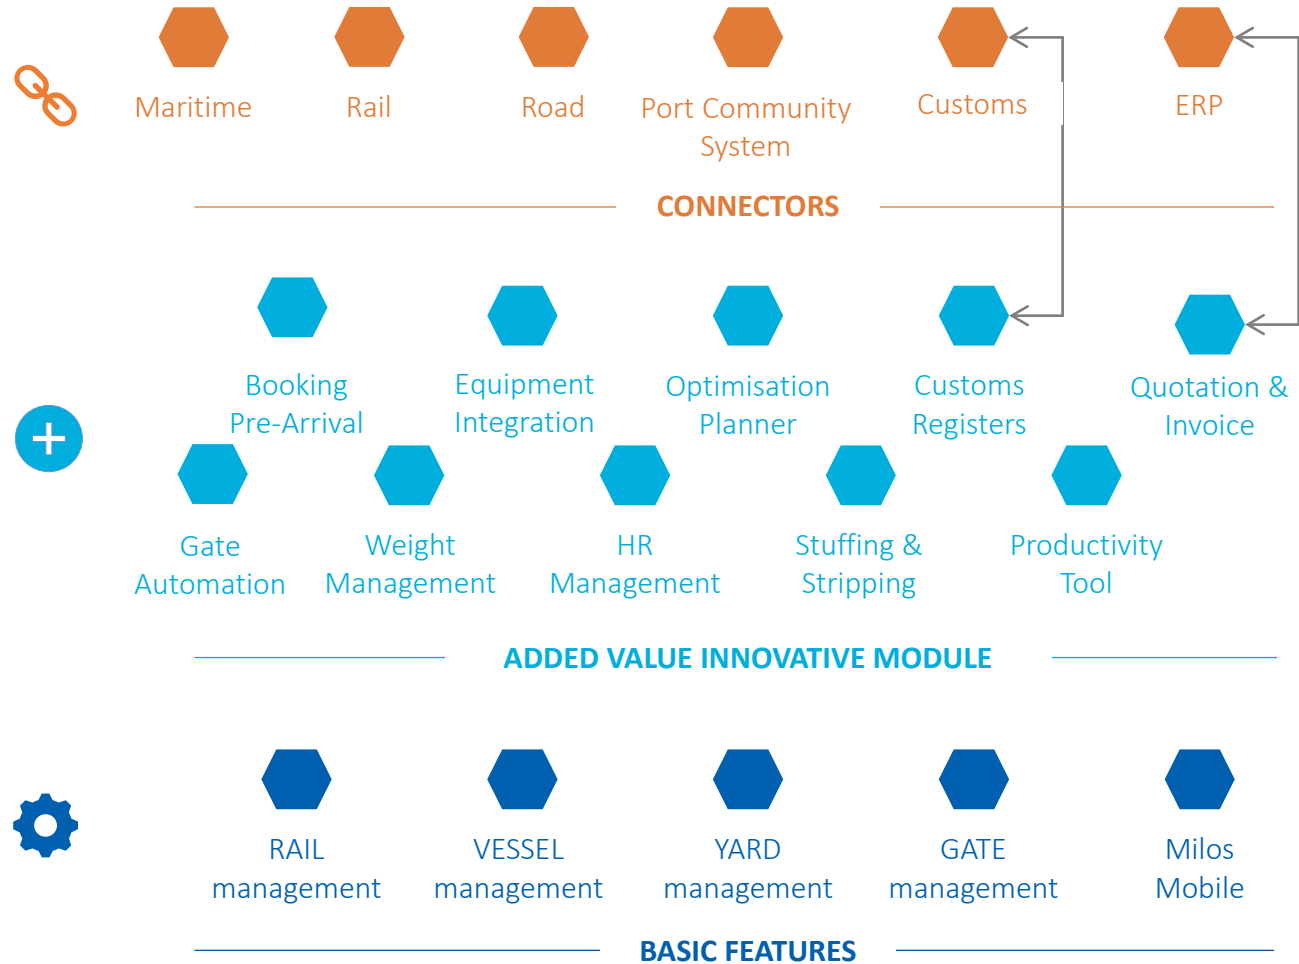 Maritime
Rail
Road
Port Community
System
Customs
ERP
CONNECTORS
Booking
Pre-Arrival
Equipment
Integration
Optimisation
Planner
Customs
Registers
Quotation &
Invoice
Gate
Automation
Weight
Management
HR
Management
Stuffing &
Stripping
Productivity
Tool
ADDED VALUE INNOVATIVE MODULE
RAIL
management
VESSEL
management
YARD
management
GATE
management
Milos
Mobile
BASIC FEATURES